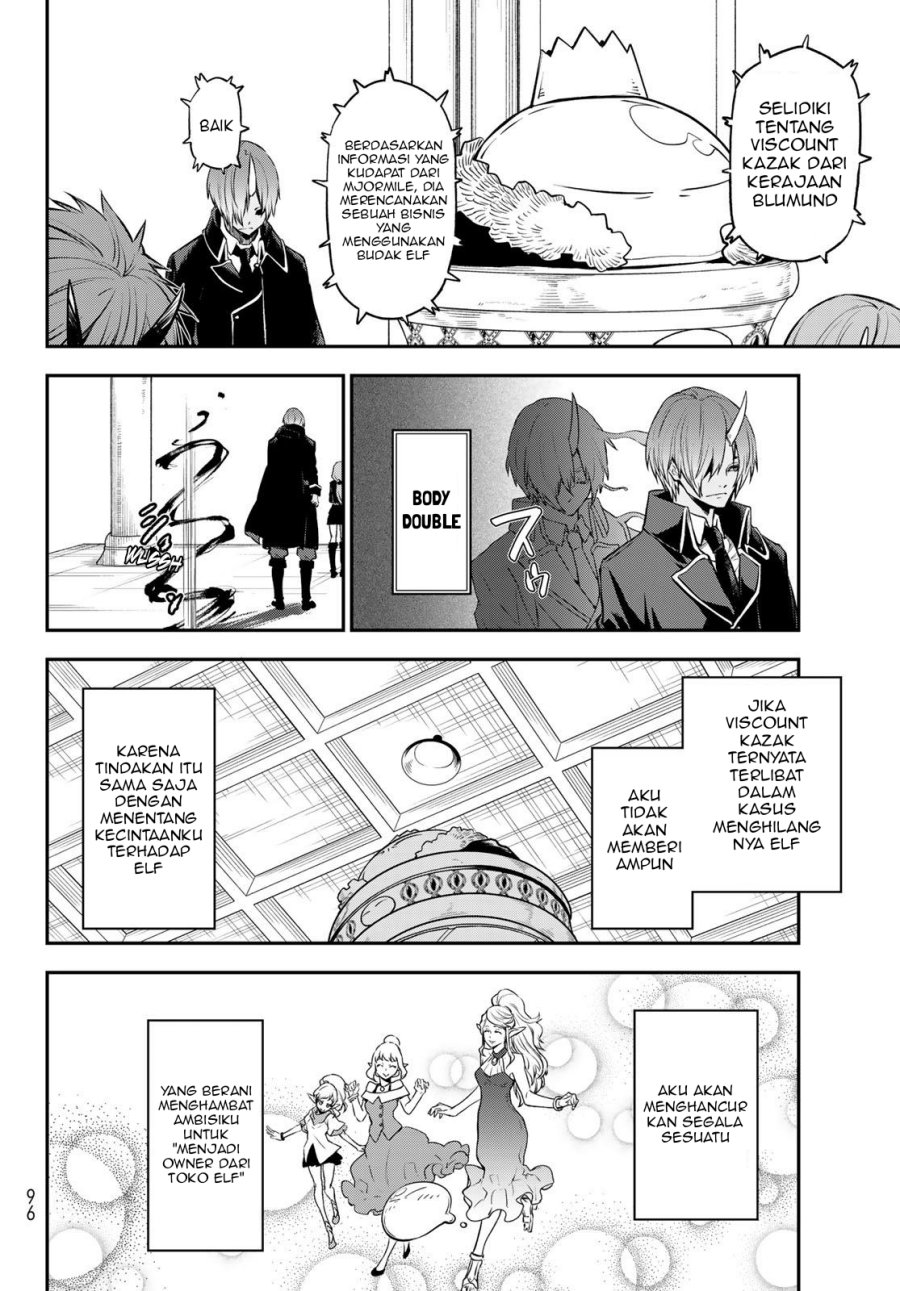 SELIDIKI
TENTANG
VISCOUNT
KAZAK DARI
KERAJAAN
BLUMUND
BERDASARKAN
INFORMASI YANG
KUDAPAT DARI
MJORMILE, DIA
MERENCANAKAN
SEBUAH BISNIS
YANG
MENGGUNAKAN
BUDAK ELF
BAIK
BODY
DOUBLE
スッ
WUSSH
JIKA
VISCOUNT
KAZAK
TERNYATA
TERLIBAT
DALAM
KASUS
MENGHILANG
NYA ELF
AKU
TIDAK
AKAN
MEMBERI
AMPUN
KARENA
TINDAKAN ITU
SAMA SAJA
DENGAN
MENENTANG
KECINTAANKU
TERHADAP
ELF
AKU AKAN
MENGHANCUR
KAN SEGALA
SESUATU
YANG BERANI
MENGHAMBAT
AMBISIKU
UNTUK
"MENJADI
OWNER DARI
TOKO ELF"
96